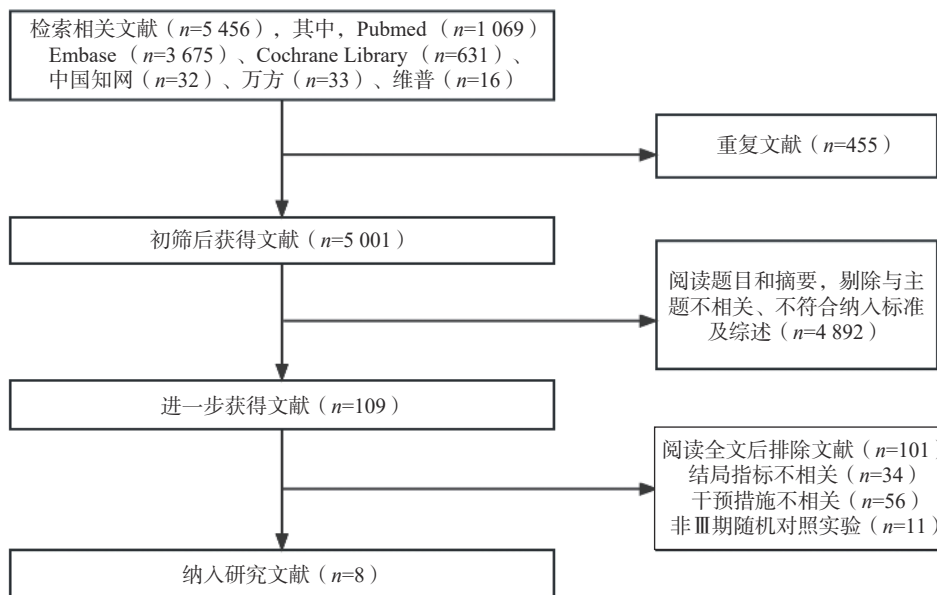 检索相关文献（n=5 456），其中，Pubmed（n=1 069）
Embase（n=3 675）、Cochrane Library（n=631）、
中国知网（n=32）、万方（n=33）、维普（n=16）
重复文献（n=455）
初筛后获得文献（n=5 001）
阅读题目和摘要，剔除与主
题不相关、不符合纳入标准
及综述（n=4 892）
进一步获得文献（n=109）
阅读全文后排除文献（n=101）
结局指标不相关（n=34）
干预措施不相关（n=56）
非Ⅲ期随机对照实验（n=11）
纳入研究文献（n=8）